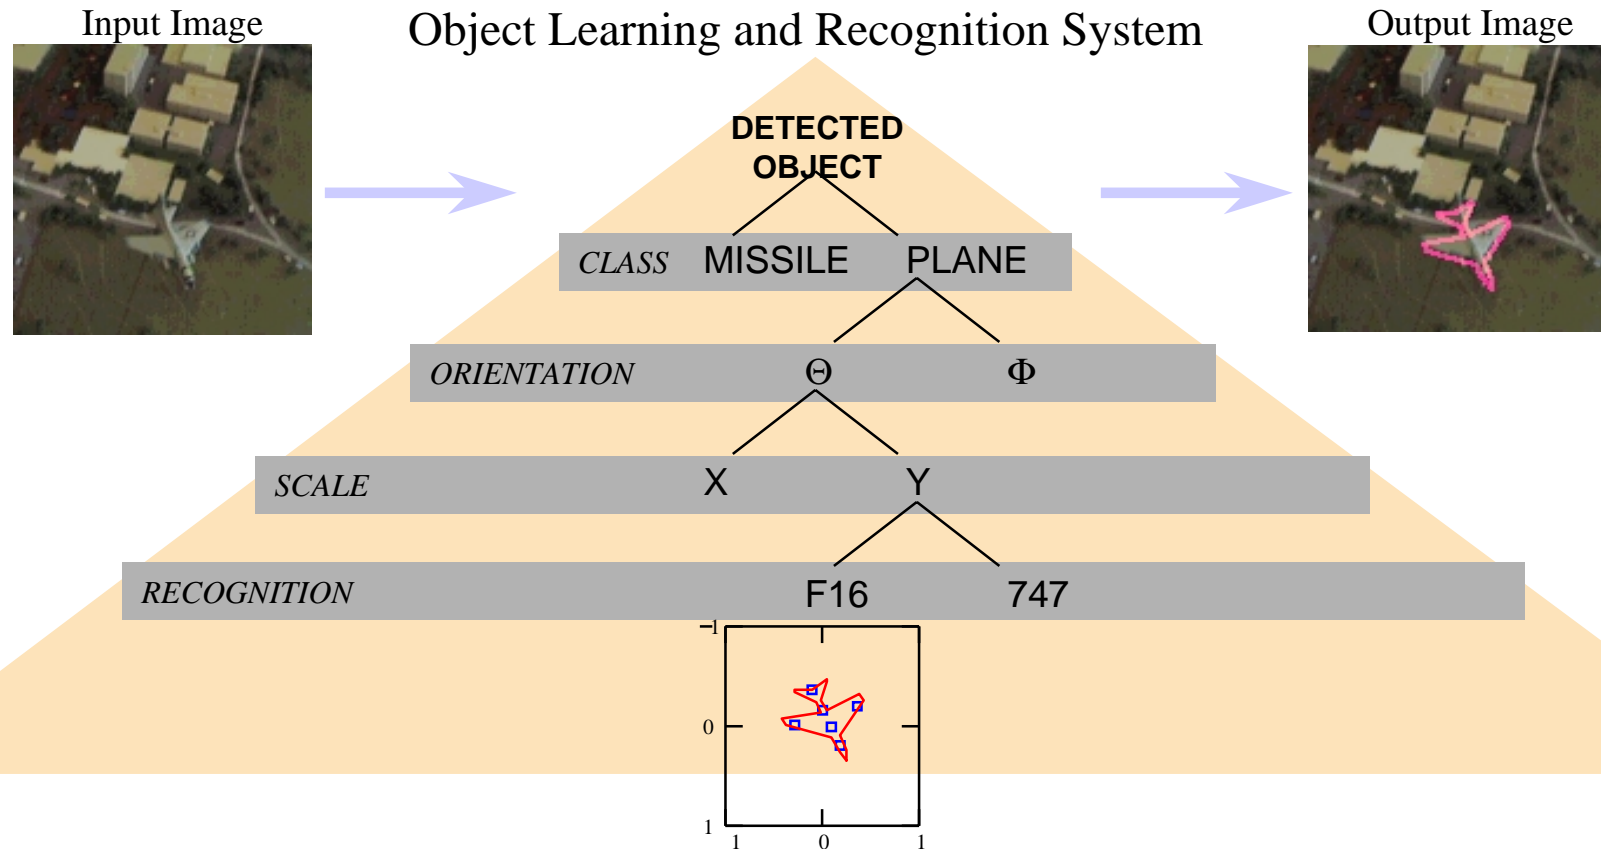 Input Image
Object Learning and Recognition System
Output Image
DETECTED
OBJECT
CLASS MISSILE PLANE
ORIENTATION Θ Φ
SCALE X Y
RECOGNITION F16 747
−1
0
1
1 0 1